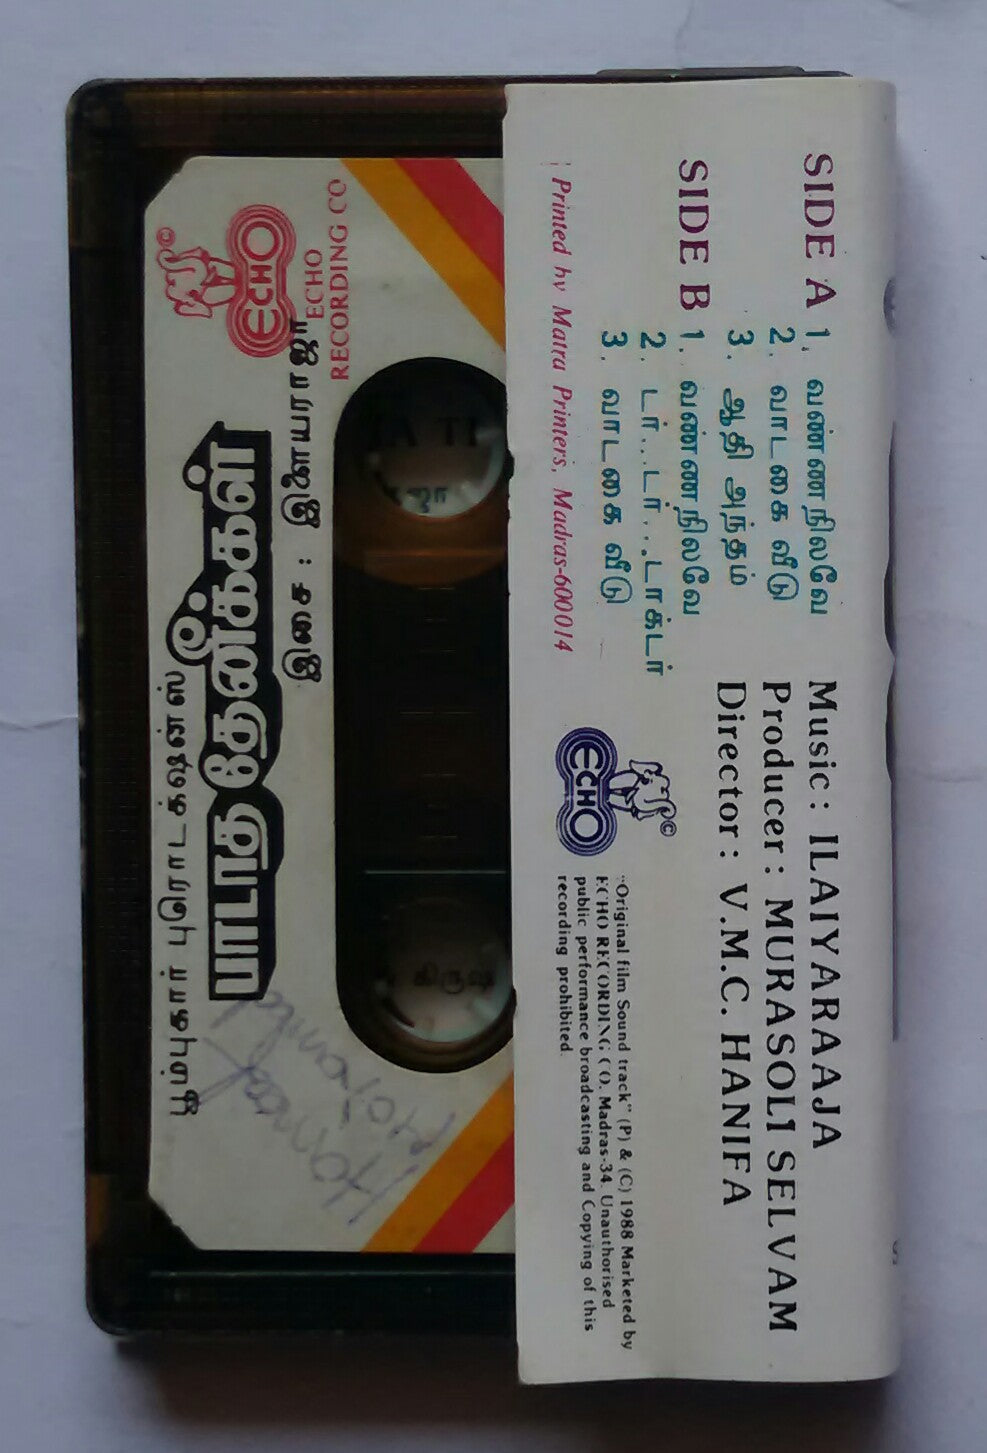 SIDE A 1. வண்ணநிலவே
2. வாடகை வீடு
3. ஆதி அந்தம்
SIDE B 1. வண்ணநிலவே
2. டர்..டர்...டாக்டர்
3. வாடகை வீடு
Printed by Matra Printers, Madras-600014
Music : ILAIYARAAJA
Producer : MURASOLI SELVAM
Director : V.M.C. HANIFA
ECHO ©
"Original film Sound track" (P) & (C) 1988 Marketed by
ECHO RECORDING CO. Madras-34. Unauthorised
public performance broadcasting and Copying of this
recording prohibited.
ECHO ©
ECHO
RECORDING CO
இசை : இளையராஜா
பாடாத தேனீக்கள்
பூம்புகார் புரொடக்‌ஷன்ஸ்